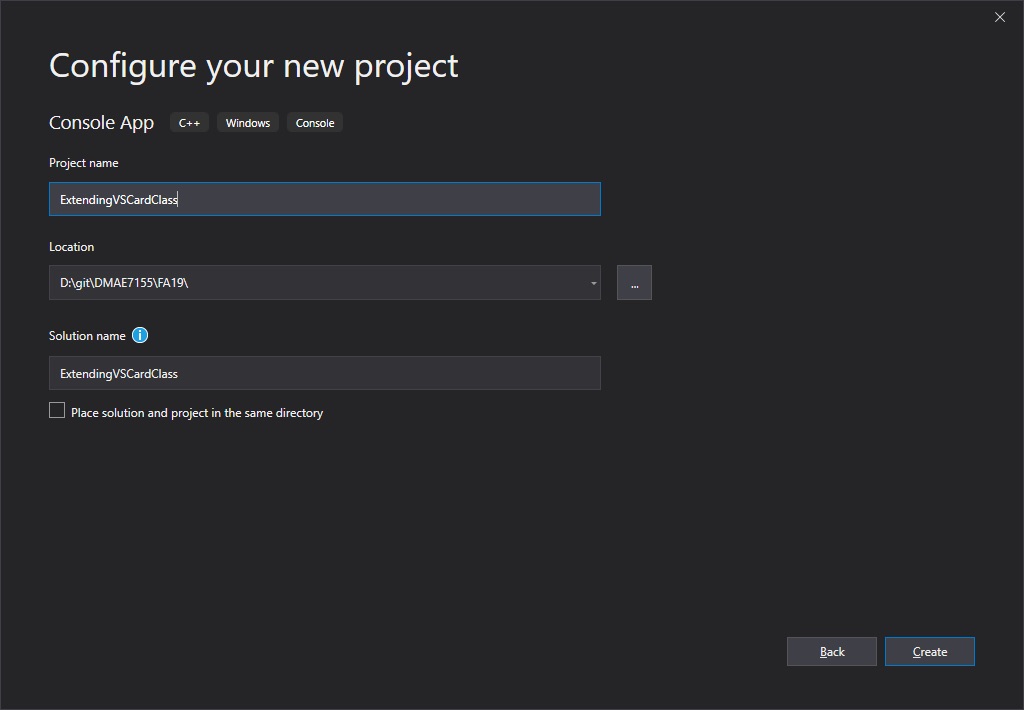 Configure your new project
Console App C++ Windows Console
Project name
ExtendingVSCardClass
Location
D:\git\DMAE7155\FA19\
...
Solution name i
ExtendingVSCardClass
Place solution and project in the same directory
Back Create